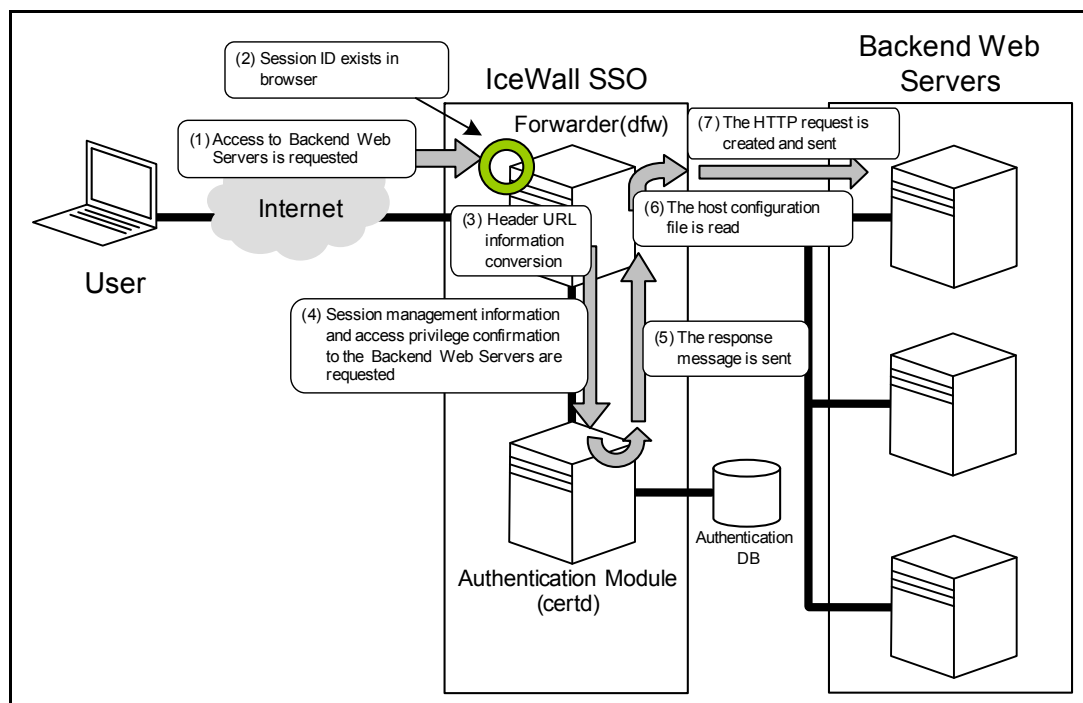 (2) Session ID exists in
browser
IceWall SSO
Backend Web
Servers
Forwarder(dfw)
(1) Access to Backend Web
Servers is requested
(7) The HTTP request is
created and sent
Internet
(3) Header URL
information
conversion
(6) The host configuration
file is read
User
(4) Session management information
and access privilege confirmation
to the Backend Web Servers are
requested
(5) The response
message is sent
Authentication
DB
Authentication Module
(certd)